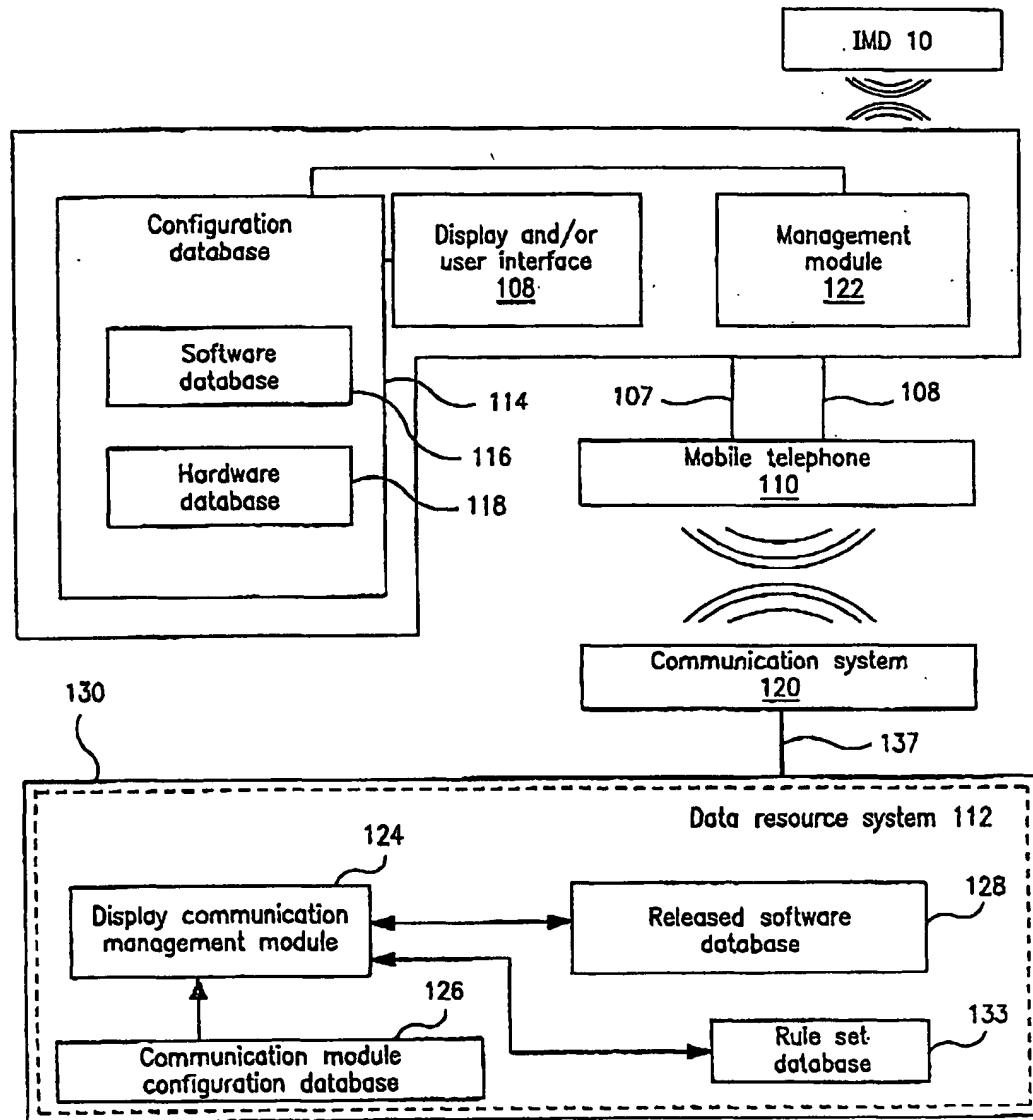 IMD 10
Configuration
database
Display and/or
user interface
108
Management
module
122
Software
database
114
107
108
116
Mobile telephone
110
Hardware
database
118
Communication system
120
130
137
Data resource system 112
124
Display communication
management module
Released software
database
128
126
Communication module
configuration database
Rule set
database
133